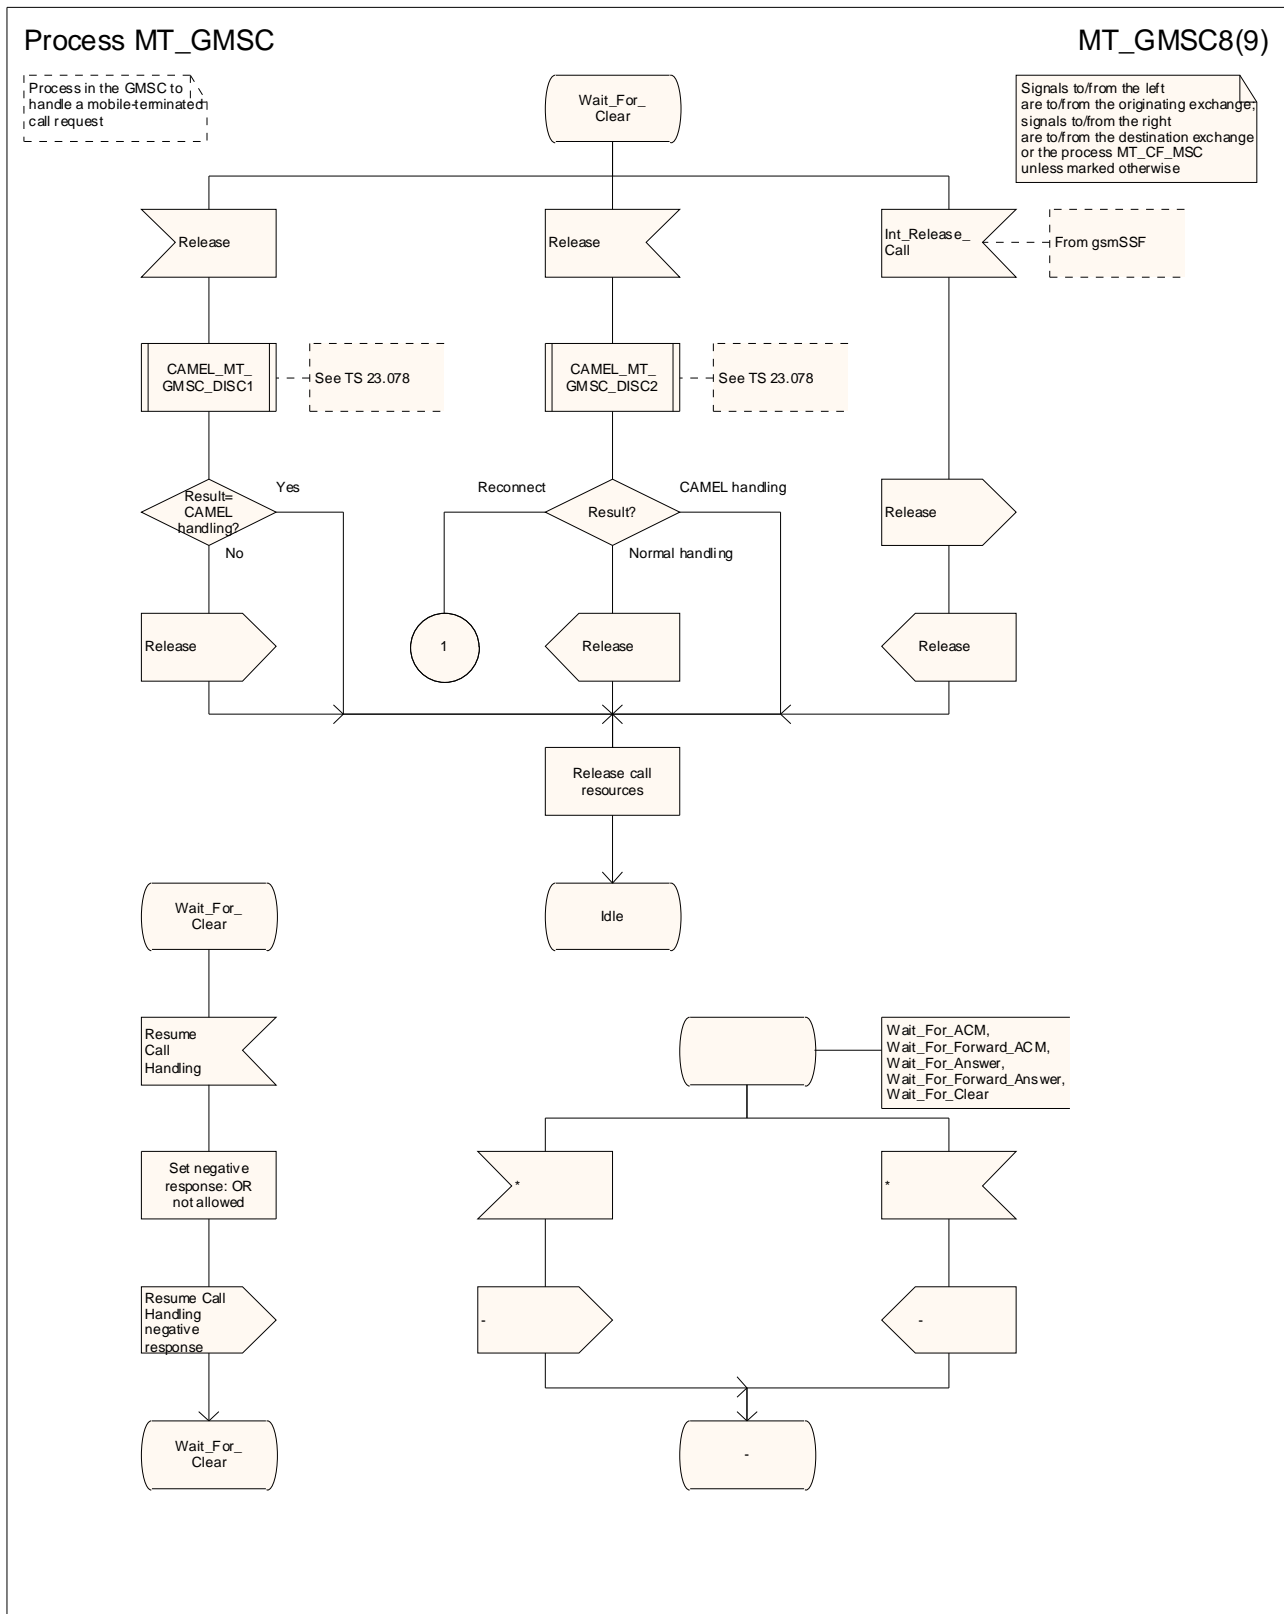 Process MT_GMSC
MT_GMSC8(9)
Process in the GMSC to
handle a mobile-terminated
call request
Signals to/from the left
are to/from the originating exchange;
signals to/from the right
are to/from the destination exchange
or the process MT_CF_MSC
unless marked otherwise
Wait_For_
Clear
Release
Release
Int_Release_
Call
From gsmSSF
CAMEL_MT_
GMSC_DISC1
See TS 23.078
CAMEL_MT_
GMSC_DISC2
See TS 23.078
Result=
CAMEL
handling?
Yes
No
Reconnect
Result?
CAMEL handling
Normal handling
Release
Release
1
Release
Release
Release call
resources
Idle
Wait_For_
Clear
Resume
Call
Handling
Set negative
response: OR
not allowed
Resume Call
Handling
negative
response
Wait_For_
Clear
Wait_For_ACM,
Wait_For_Forward_ACM,
Wait_For_Answer,
Wait_For_Forward_Answer,
Wait_For_Clear
*
*
-
-
-